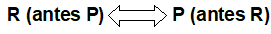 R (antes P) ⟺ P (antes R)